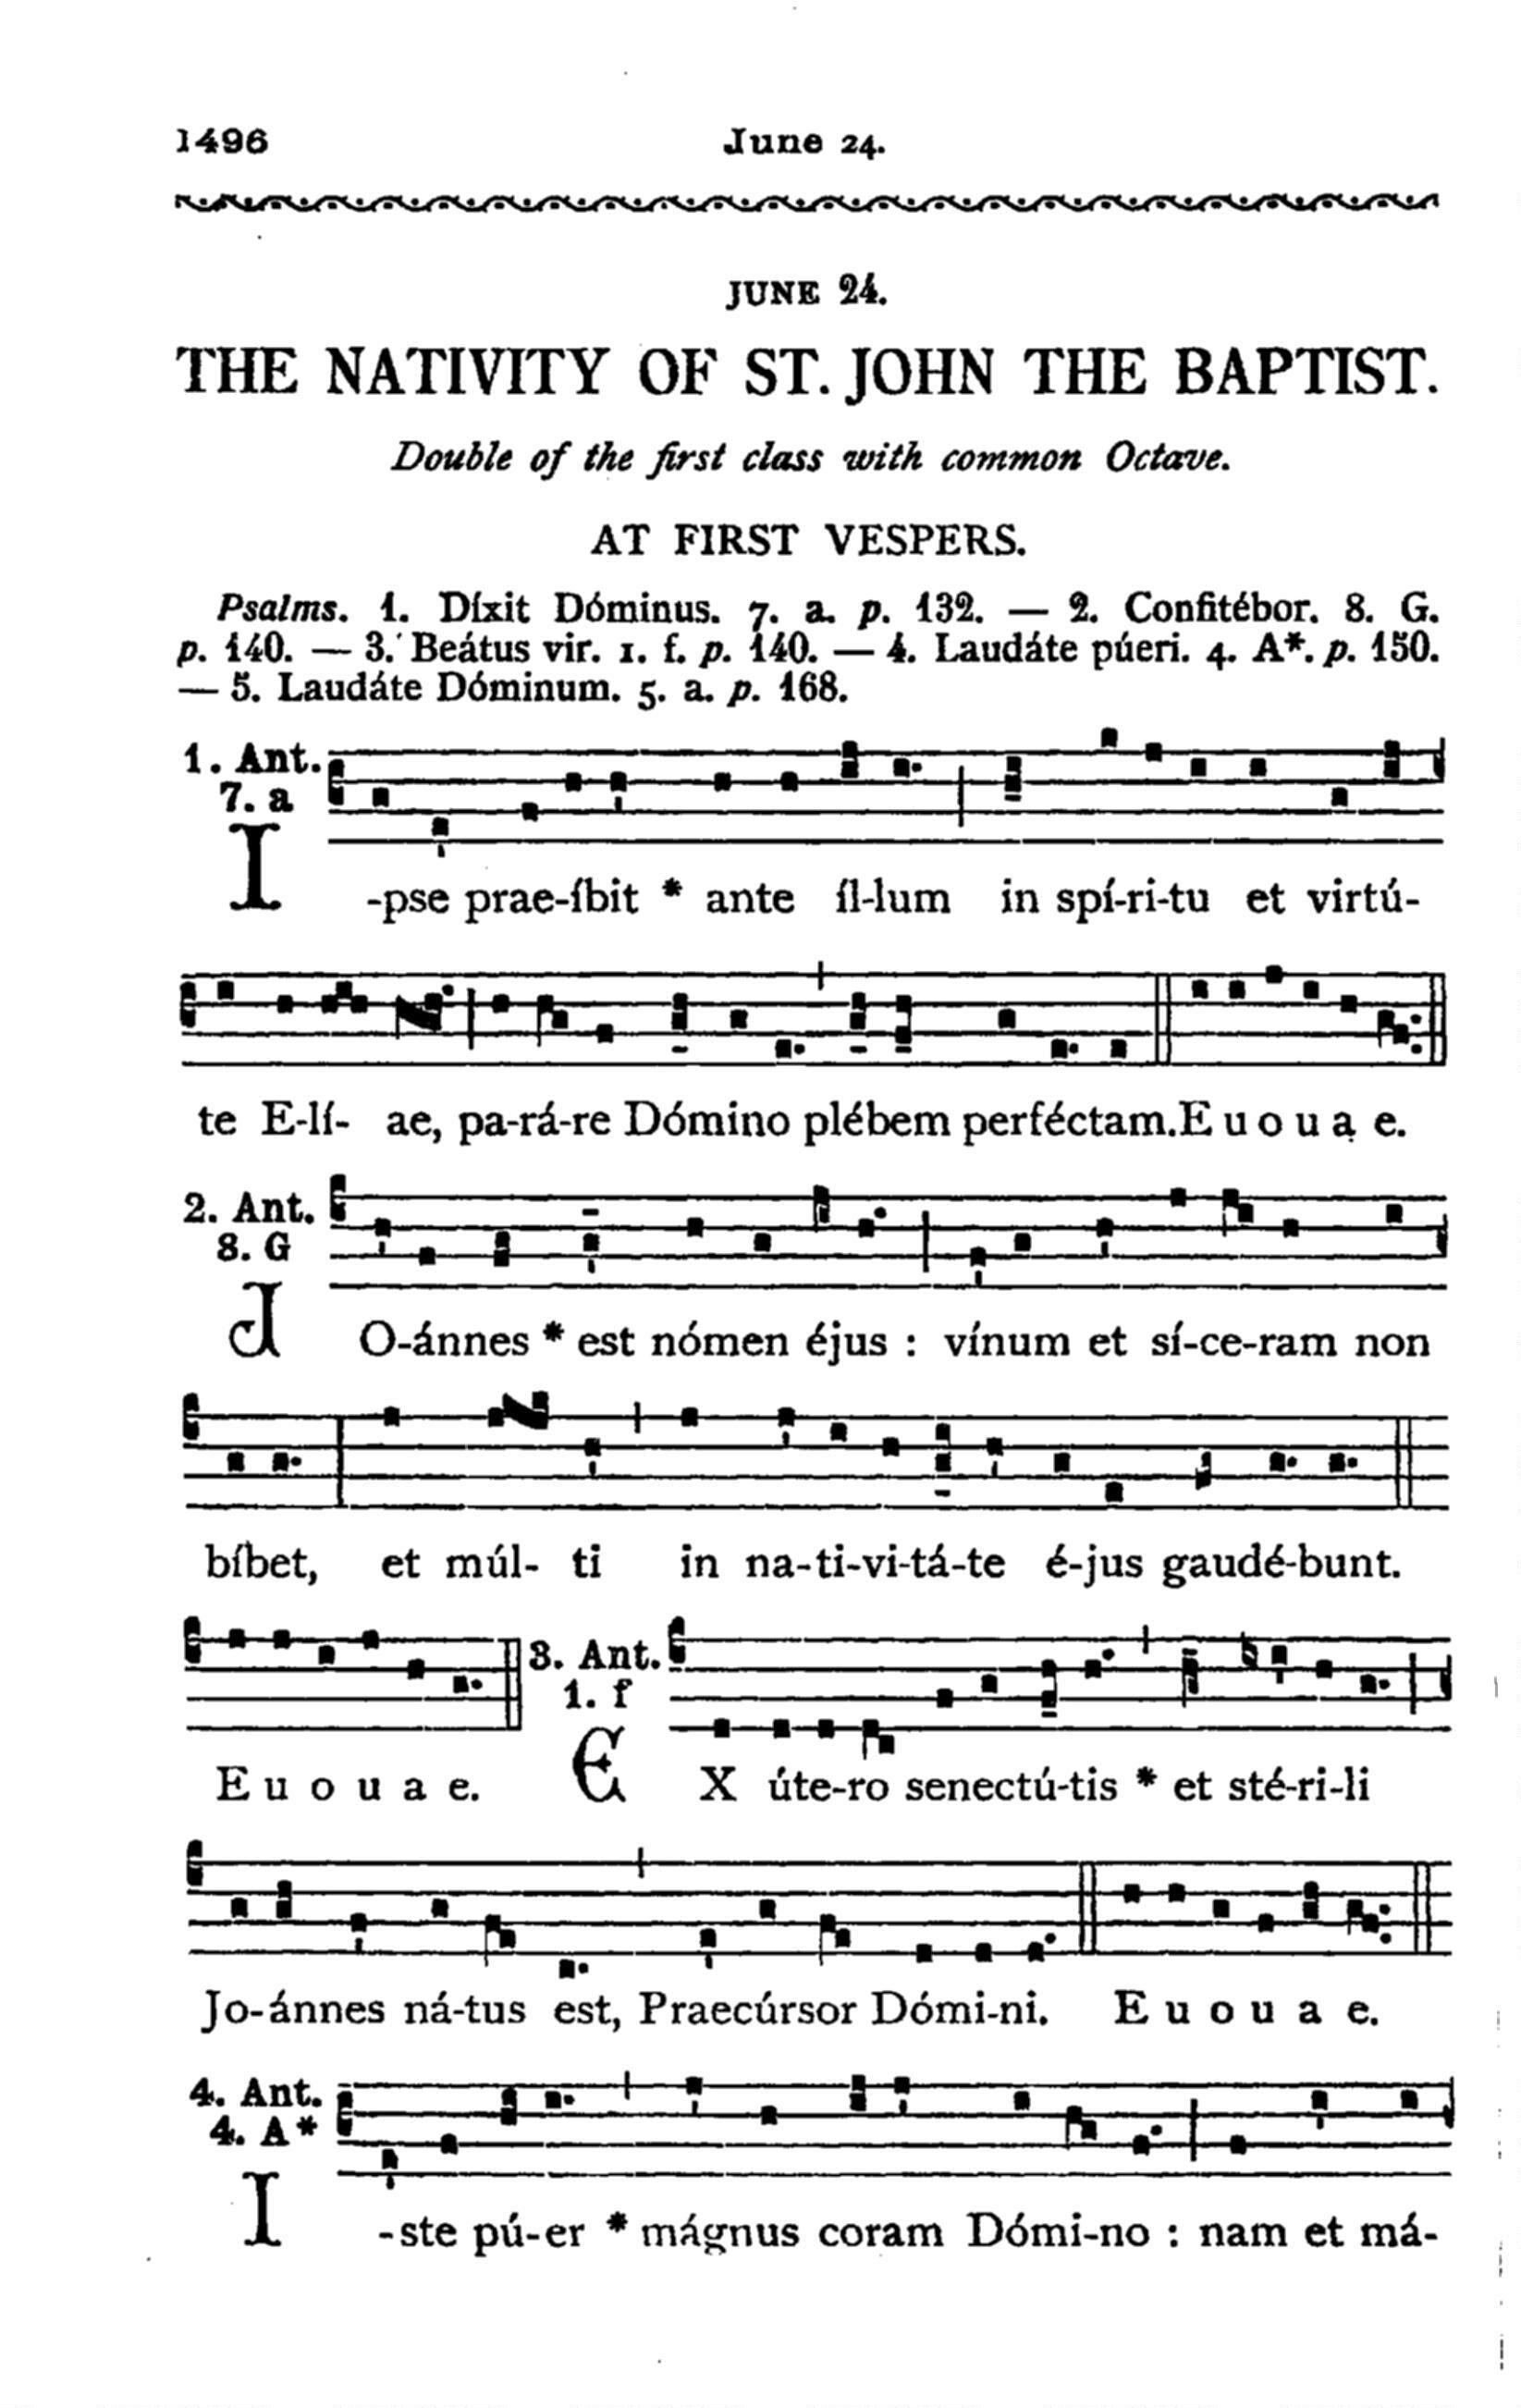 1496 June 24.
JUNE 24.
THE NATIVITY OF ST. JOHN THE BAPTIST.
Double of the first class with common Octave.
AT FIRST VESPERS.
Psalms. 1. Díxit Dóminus. 7. a. p. 132. — 2. Confitébor. 8. G.
p. 140. — 3. Beátus vir. 1. f. p. 140. — 4. Laudáte púeri. 4. A*. p. 150.
— 5. Laudáte Dóminum. 5. a. p. 168.
1. Ant.
7. a
I -pse prae-íbit * ante íl-lum in spí-ri-tu et virtú-
te E-lí- ae, pa-rá-re Dómino plébem perféctam. E u o u a e.
2. Ant.
8. G
JO-ánnes * est nómen éjus : vínum et sí-ce-ram non
bíbet, et múl- ti in na-ti-vi-tá-te é-jus gaudé-bunt.
3. Ant.
1. f
E u o u a e. EX úte-ro senectú-tis * et sté-ri-li
Jo-ánnes ná-tus est, Praecúrsor Dómi-ni. E u o u a e.
4. Ant.
4. A*
I -ste pú-er * mágnus coram Dómi-no : nam et má-